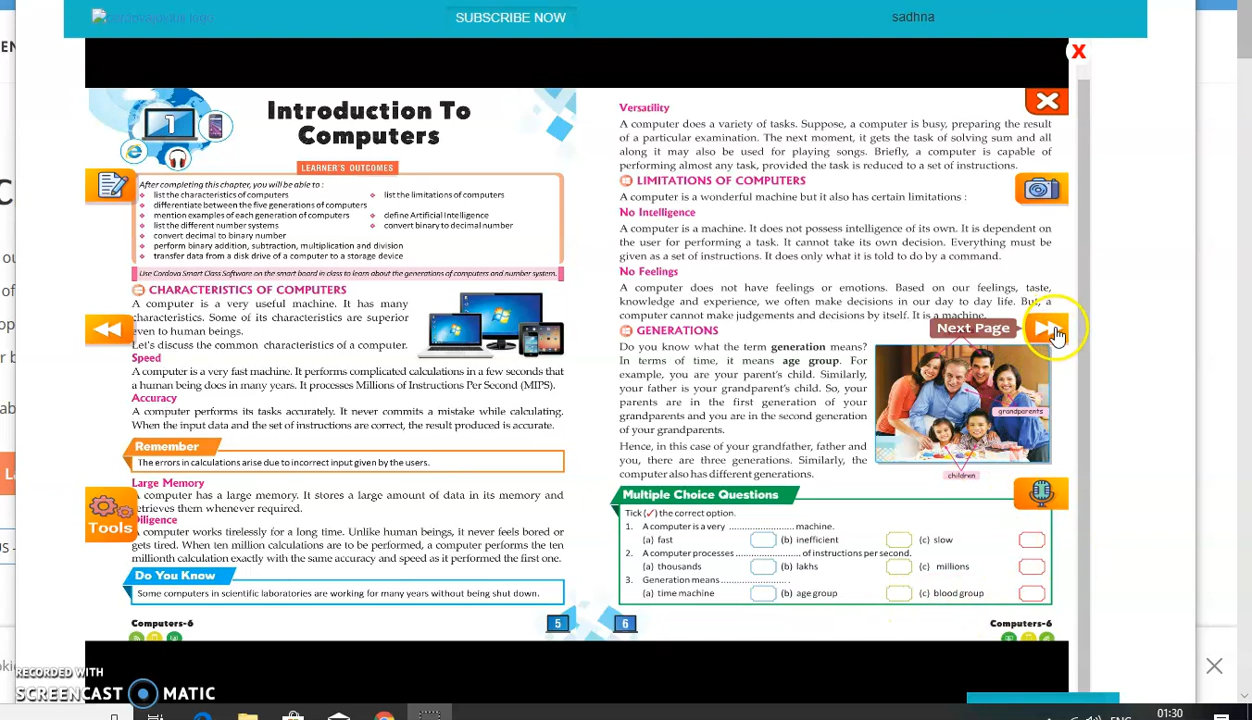 cordovajoyride logo
SUBSCRIBE NOW
sadhna
X
1
Introduction To
Computers
LEARNER'S OUTCOMES
After completing this chapter, you will be able to :
list the characteristics of computers
list the limitations of computers
differentiate between the five generations of computers
mention examples of each generation of computers
define Artificial Intelligence
list the different number systems
convert binary to decimal number
convert decimal to binary number
perform binary addition, subtraction, multiplication and division
transfer data from a disk drive of a computer to a storage device
Use Cordova Smart Class Software on the smart board in class to learn about the generations of computers and number system.
CHARACTERISTICS OF COMPUTERS
A computer is a very useful machine. It has many
characteristics. Some of its characteristics are superior
even to human beings.
Let's discuss the common characteristics of a computer.
Speed
A computer is a very fast machine. It performs complicated calculations in a few seconds that
a human being does in many years. It processes Millions of Instructions Per Second (MIPS).
Accuracy
A computer performs its tasks accurately. It never commits a mistake while calculating.
When the input data and the set of instructions are correct, the result produced is accurate.
Remember
The errors in calculations arise due to incorrect input given by the users.
Large Memory
computer has a large memory. It stores a large amount of data in its memory and
retrieves them whenever required.
Tools
Diligence
computer works tirelessly for a long time. Unlike human beings, it never feels bored or
gets tired. When ten million calculations are to be performed, a computer performs the ten
millionth calculation exactly with the same accuracy and speed as it performed the first one.
Do You Know
Some computers in scientific laboratories are working for many years without being shut down.
Computers-6
5
Versatility
A computer does a variety of tasks. Suppose, a computer is busy, preparing the result
of a particular examination. The next moment, it gets the task of solving sum and all
along it may also be used for playing songs. Briefly, a computer is capable of
performing almost any task, provided the task is reduced to a set of instructions.
LIMITATIONS OF COMPUTERS
A computer is a wonderful machine but it also has certain limitations :
No Intelligence
A computer is a machine. It does not possess intelligence of its own. It is dependent on
the user for performing a task. It cannot take its own decision. Everything must be
given as a set of instructions. It does only what it is told to do by a command.
No Feelings
A computer does not have feelings or emotions. Based on our feelings, taste,
knowledge and experience, we often make decisions in our day to day life. But, a
computer cannot make judgements and decisions by itself. It is a machine.
Next Page
GENERATIONS
Do you know what the term generation means?
In terms of time, it means age group. For
example, you are your parent's child. Similarly,
your father is your grandparent's child. So, your
parents are in the first generation of your
grandparents and you are in the second generation
of your grandparents.
Hence, in this case of your grandfather, father and
you, there are three generations. Similarly, the
computer also has different generations.
grandparents
children
Multiple Choice Questions
Tick (✓) the correct option.
1. A computer is a very ........................ machine.
(a) fast (b) inefficient (c) slow
2. A computer processes ........................ of instructions per second.
(a) thousands (b) lakhs (c) millions
3. Generation means ........................ .
(a) time machine (b) age group (c) blood group
6
Computers-6
RECORDED WITH
SCREENCAST MATIC
ENG
01:30